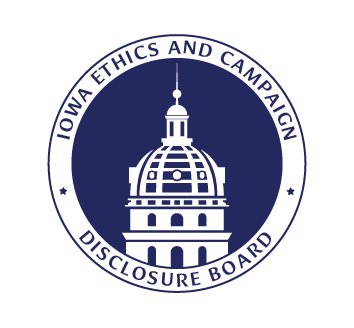 IOWA ETHICS AND CAMPAIGN
DISCLOSURE BOARD